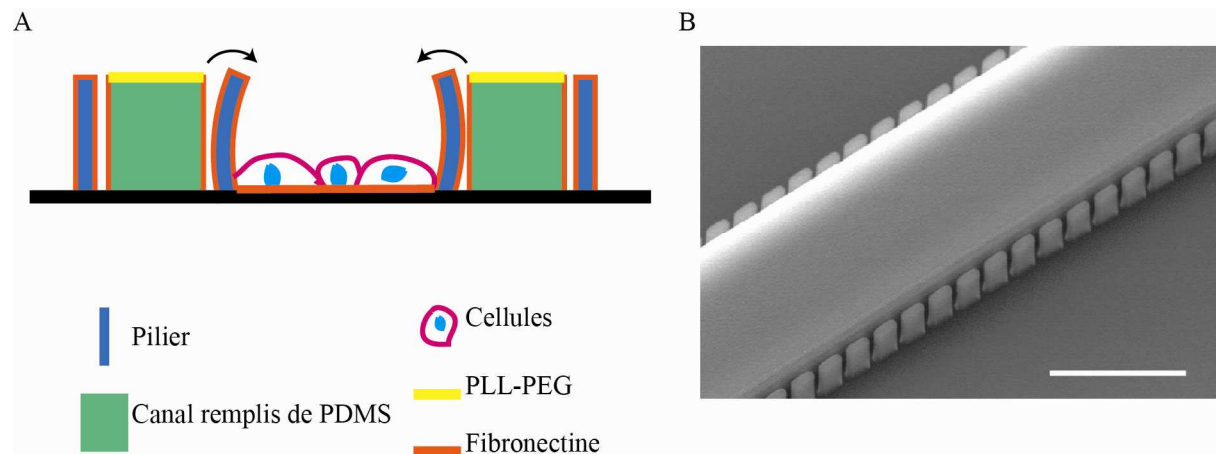 A
B
Pilier
Canal remplis de PDMS
Cellules
PLL-PEG
Fibronectine